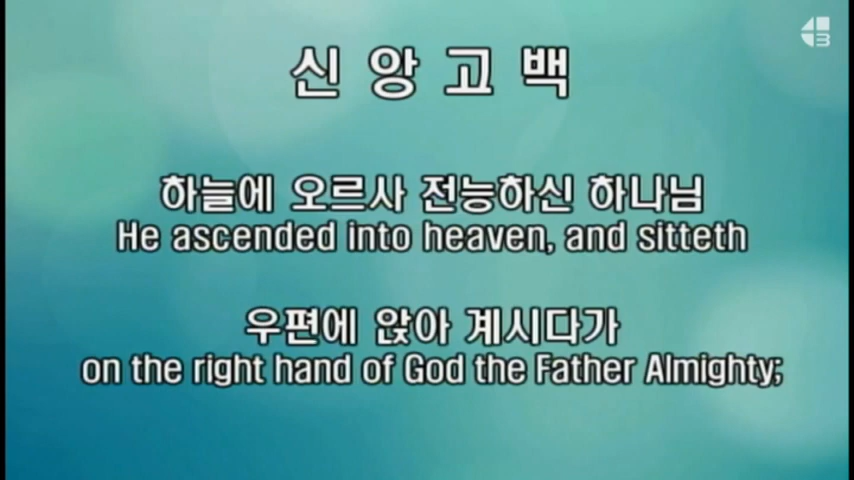 신 앙 고 백
하늘에 오르사 전능하신 하나님
He ascended into heaven, and sitteth
우편에 앉아 계시다가
on the right hand of God the Father Almighty;